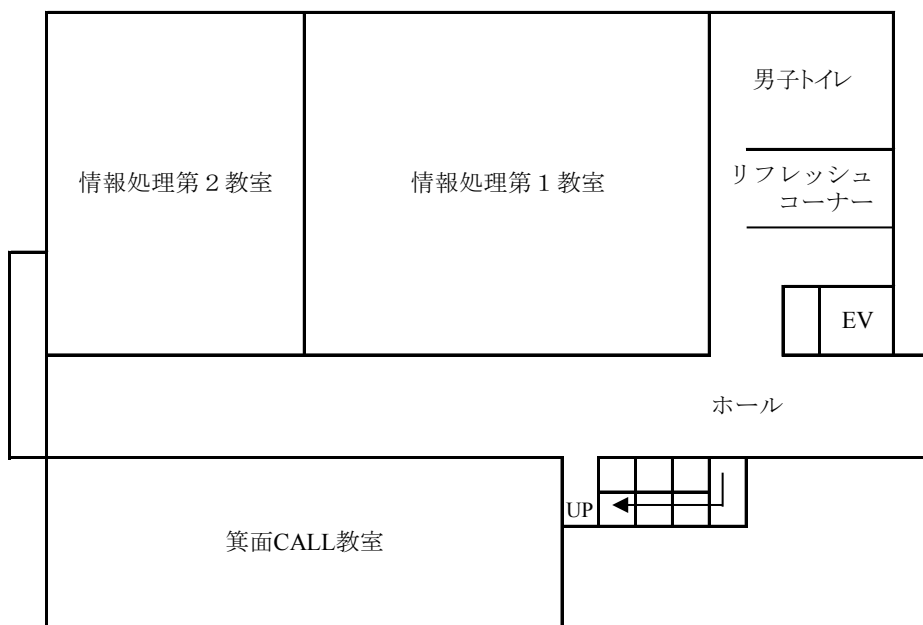 男子トイレ
情報処理第２教室
情報処理第１教室
リフレッシュ
コーナー
EV
ホール
UP
箕面CALL教室